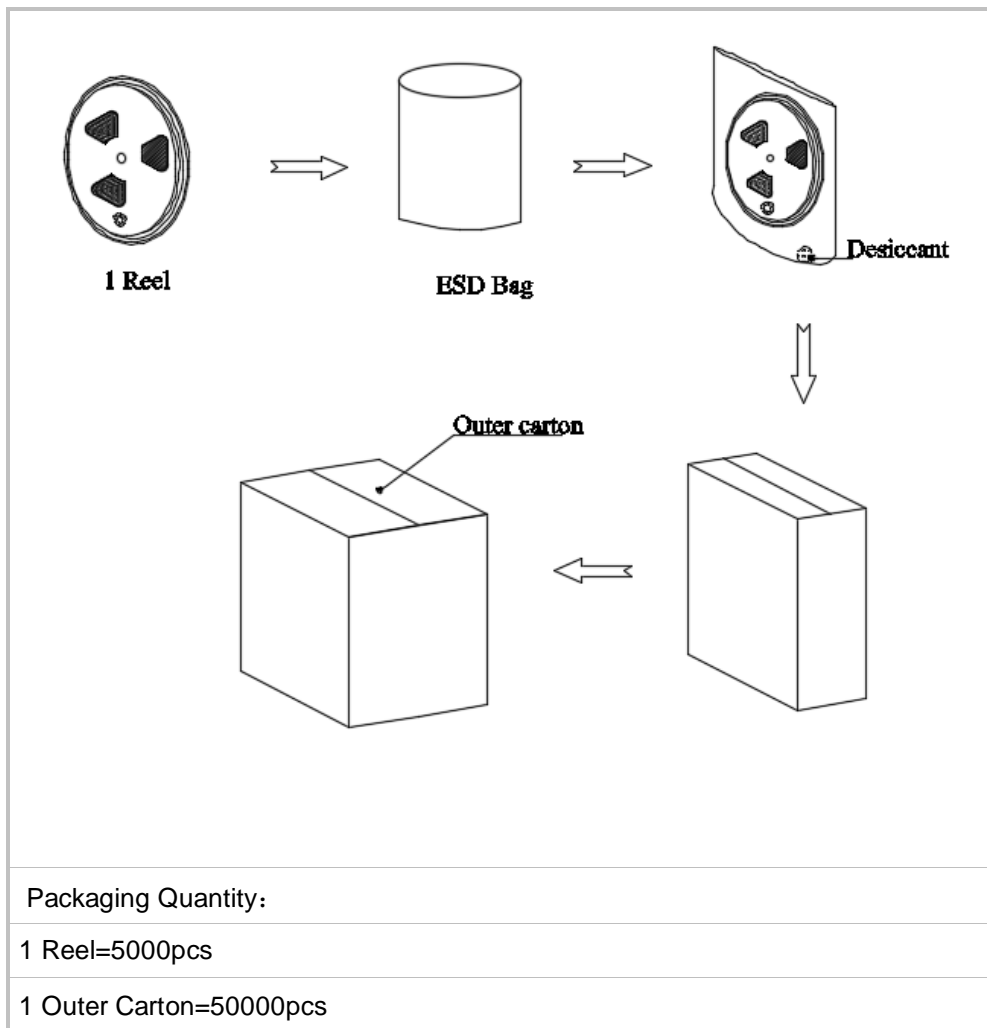 Desiccant
1 Reel
ESD Bag
Outer carton
Packaging Quantity：
1 Reel=5000pcs
1 Outer Carton=50000pcs